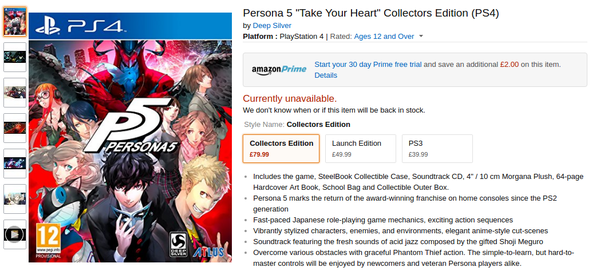 PS4
P5
PERSONA5
12
www.pegi.info
PROVISIONAL
DEEP SILVER
ATLUS
Persona 5 "Take Your Heart" Collectors Edition (PS4)
by Deep Silver
Platform : PlayStation 4 | Rated: Ages 12 and Over
amazonPrime
Start your 30 day Prime free trial and save an additional £2.00 on this item.
Details
Currently unavailable.
We don't know when or if this item will be back in stock.
Style Name: Collectors Edition
Collectors Edition
£79.99
Launch Edition
£49.99
PS3
£39.99
Includes the game, SteelBook Collectible Case, Soundtrack CD, 4" / 10 cm Morgana Plush, 64-page
Hardcover Art Book, School Bag and Collectible Outer Box.
Persona 5 marks the return of the award-winning franchise on home consoles since the PS2
generation
Fast-paced Japanese role-playing game mechanics, exciting action sequences
Vibrantly stylized characters, enemies, and environments, elegant anime-style cut-scenes
Soundtrack featuring the fresh sounds of acid jazz composed by the gifted Shoji Meguro
Overcome various obstacles with graceful Phantom Thief action. The simple-to-learn, but hard-to-
master controls will be enjoyed by newcomers and veteran Persona players alike.